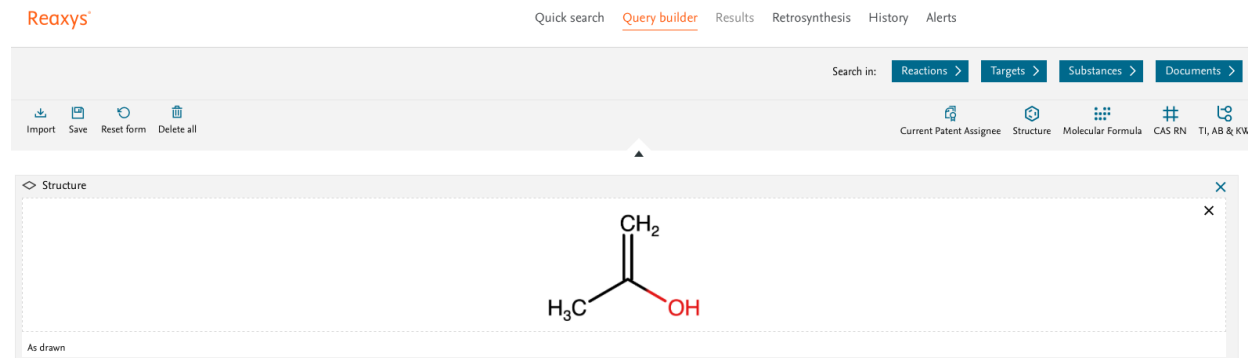 Reaxys®
Quick search Query builder Results Retrosynthesis History Alerts
Search in: Reactions Targets Substances Documents
Import Save Reset form Delete all Current Patent Assignee Structure Molecular Formula CAS RN TI, AB & KW
Structure
CH2
H3C OH
As drawn